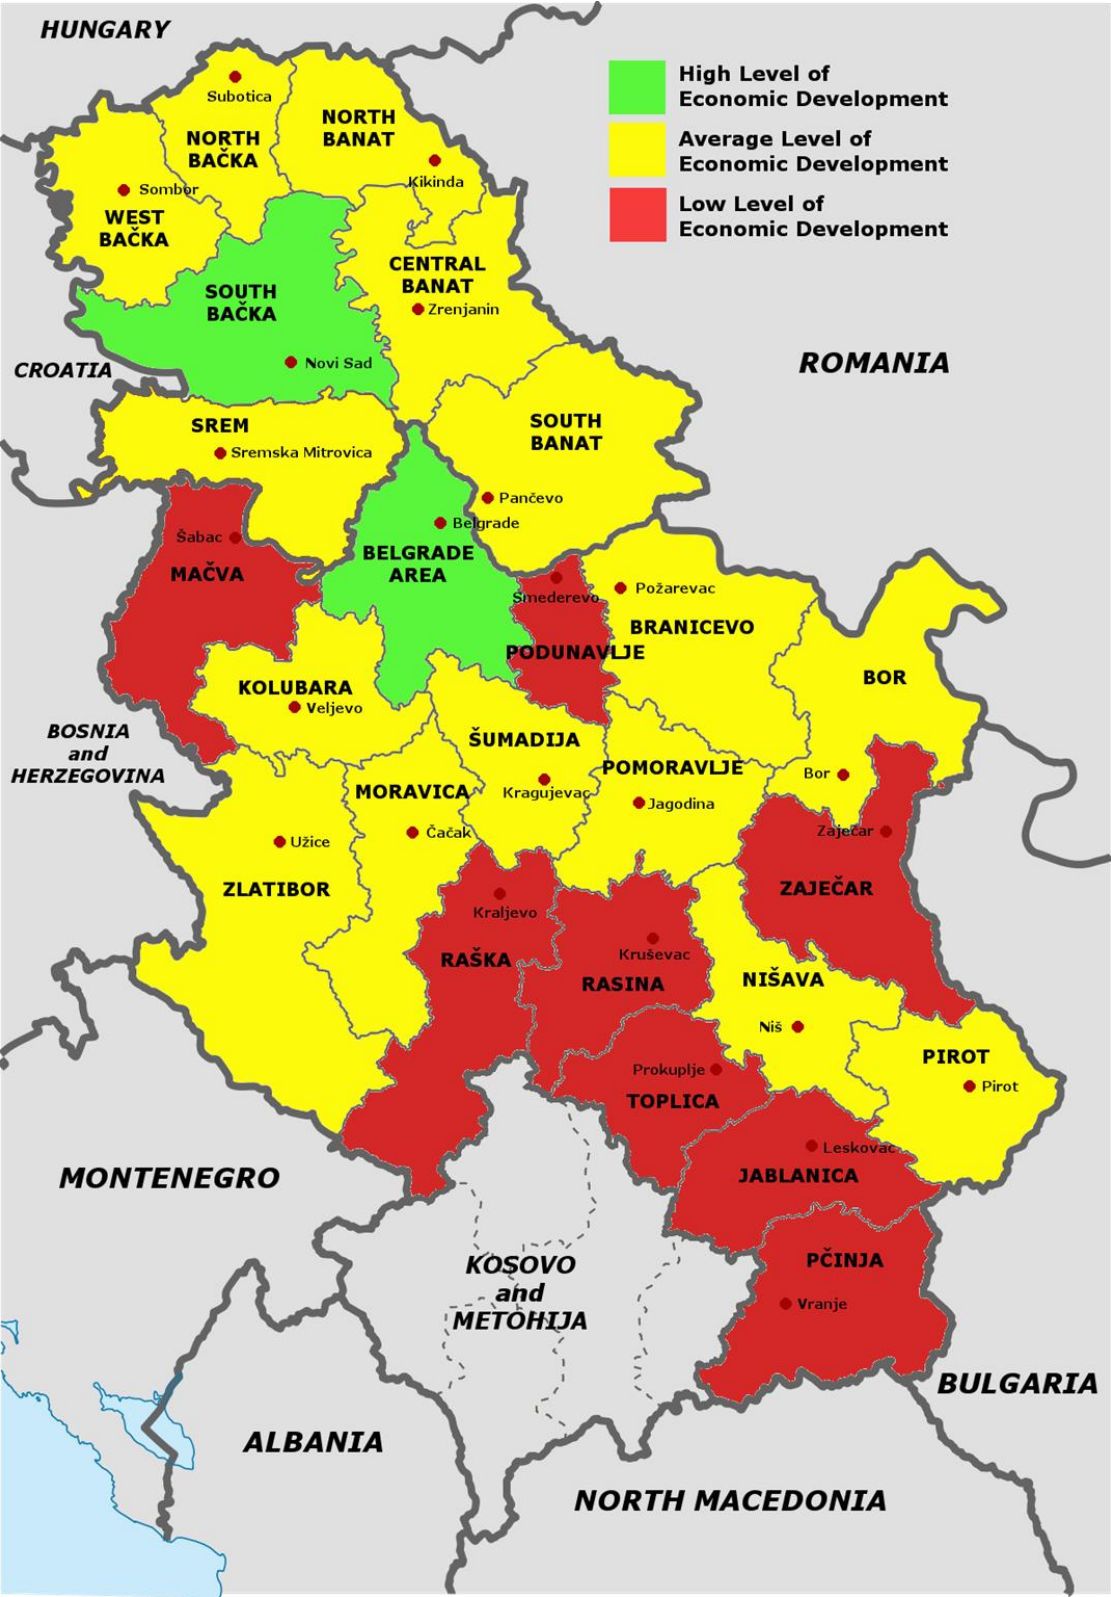 HUNGARY
High Level of
Economic Development
Average Level of
Economic Development
Low Level of
Economic Development
Subotica
NORTH
BAČKA
NORTH
BANAT
Kikinda
Sombor
WEST
BAČKA
CENTRAL
BANAT
Zrenjanin
SOUTH
BAČKA
Novi Sad
CROATIA
ROMANIA
SREM
Sremska Mitrovica
SOUTH
BANAT
Pančevo
Belgrade
BELGRADE
AREA
Šabac
MAČVA
Smederevo
PODUNAVLJE
Požarevac
BRANICEVO
BOR
Bor
KOLUBARA
Veljevo
BOSNIA
and
HERZEGOVINA
ŠUMADIJA
Kragujevac
POMORAVLJE
Jagodina
MORAVICA
Čačak
Užice
ZLATIBOR
Zaječar
ZAJEČAR
Kraljevo
RAŠKA
Kruševac
RASINA
NIŠAVA
Niš
PIROT
Pirot
Prokuplje
TOPLICA
Leskovac
JABLANICA
MONTENEGRO
KOSOVO
and
METOHIJA
PČINJA
Vranje
BULGARIA
ALBANIA
NORTH MACEDONIA